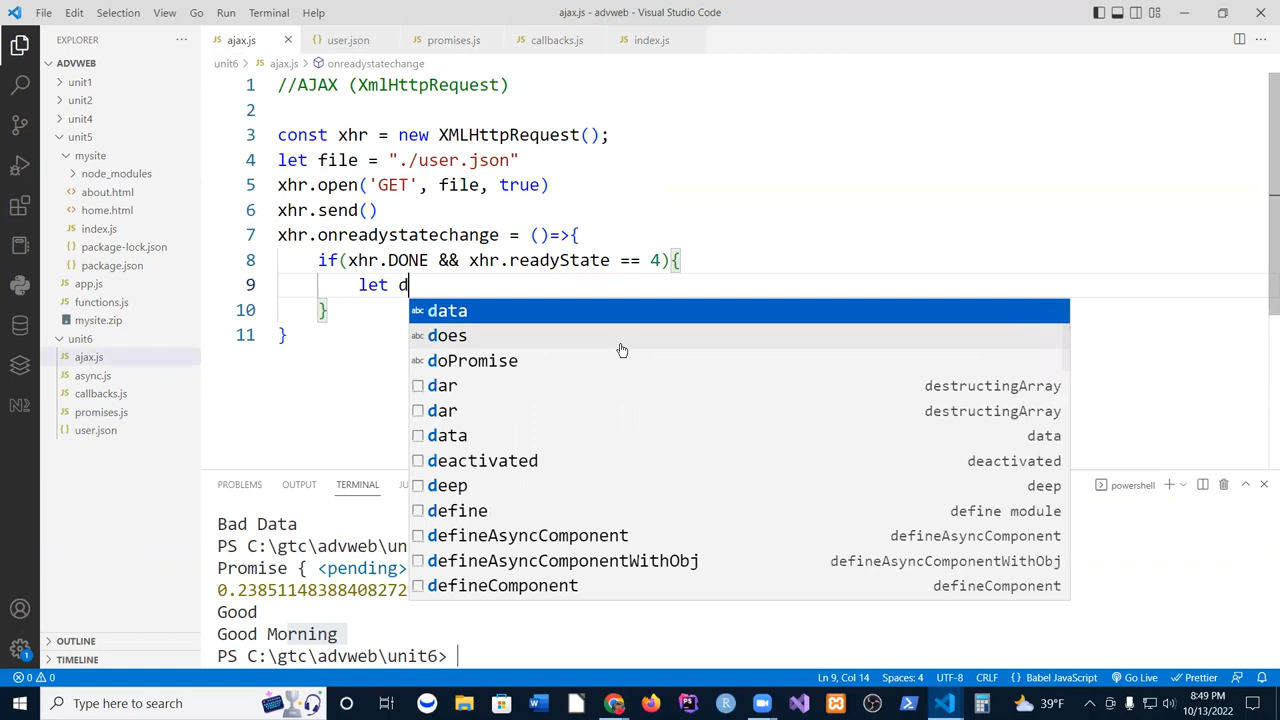 File Edit Selection View Go Run Terminal Help
ajax.js - advweb - Visual Studio Code
EXPLORER
ADVWEB
unit1
unit2
unit4
unit5
mysite
node_modules
about.html
home.html
index.js
package-lock.json
package.json
app.js
functions.js
mysite.zip
unit6
ajax.js
async.js
callbacks.js
promises.js
user.json
OUTLINE
TIMELINE
ajax.js user.json promises.js callbacks.js index.js
unit6 > ajax.js > onreadystatechange
1 //AJAX (XmlHttpRequest)
2
3 const xhr = new XMLHttpRequest();
4 let file = "./user.json"
5 xhr.open('GET', file, true)
6 xhr.send()
7 xhr.onreadystatechange = ()=>{
8 if(xhr.DONE && xhr.readyState == 4){
9 let d
10 }
11 }
data
does
doPromise
dar destructingArray
dar destructingArray
data data
deactivated deactivated
deep deep
define define module
defineAsyncComponent defineAsyncComponent
defineAsyncComponentWithObj defineAsyncComponentWithObj
defineComponent defineComponent
PROBLEMS OUTPUT TERMINAL JU
powershell
Bad Data
PS C:\gtc\advweb\un
Promise { <pending>
0.23851148388408272
Good
Good Morning
PS C:\gtc\advweb\unit6>
0 0 Ln 9, Col 14 Spaces: 4 UTF-8 CRLF {} Babel JavaScript Go Live Prettier
Type here to search
39°F
8:49 PM
10/13/2022